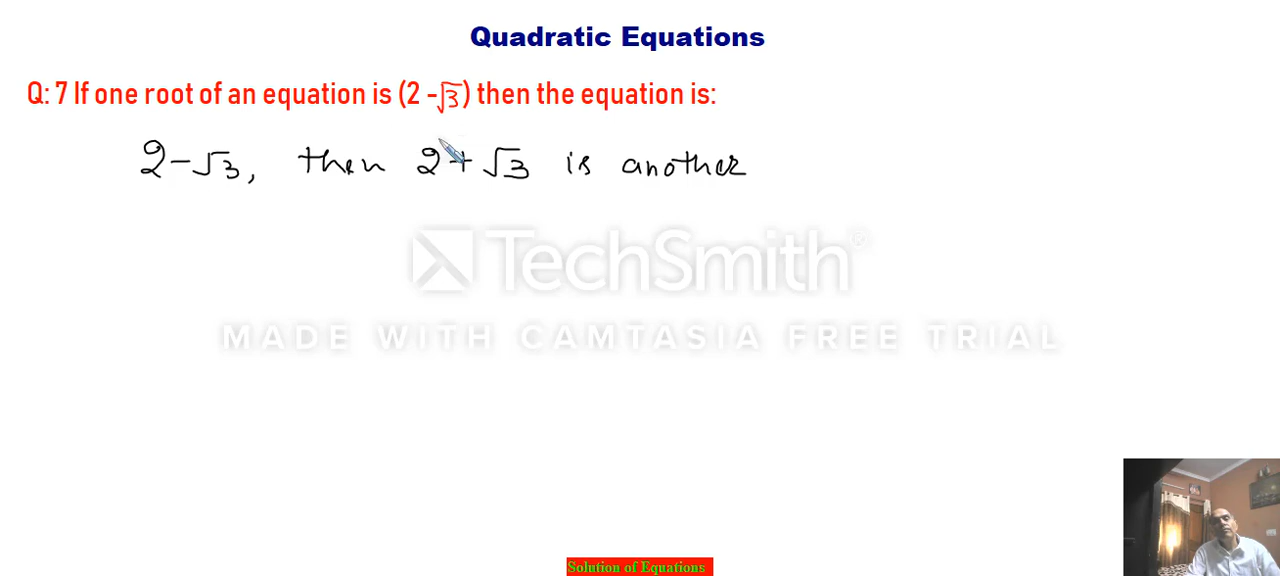 Quadratic Equations
Q: 7 If one root of an equation is (2 -√3) then the equation is:
2-√3, then 2+√3 is another
TechSmith®
MADE WITH CAMTASIA FREE TRIAL
Solution of Equations